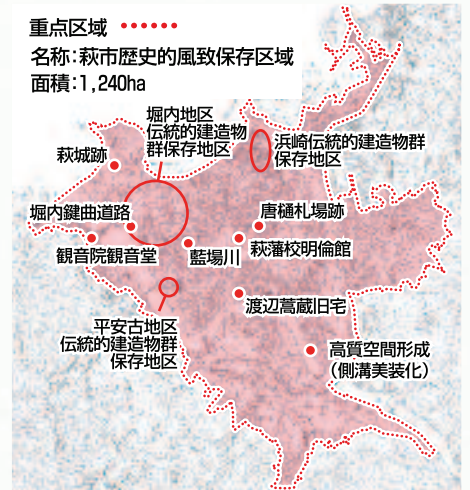 重点区域
名称：萩市歴史的風致保存区域
面積：1,240ha
堀内地区
伝統的建造物
群保存地区
浜崎伝統的建造物群
保存地区
萩城跡
堀内鍵曲道路
唐樋札場跡
観音院観音堂
藍場川
萩藩校明倫館
渡辺蒿蔵旧宅
平安古地区
伝統的建造物群
保存地区
高質空間形成
（側溝美装化）